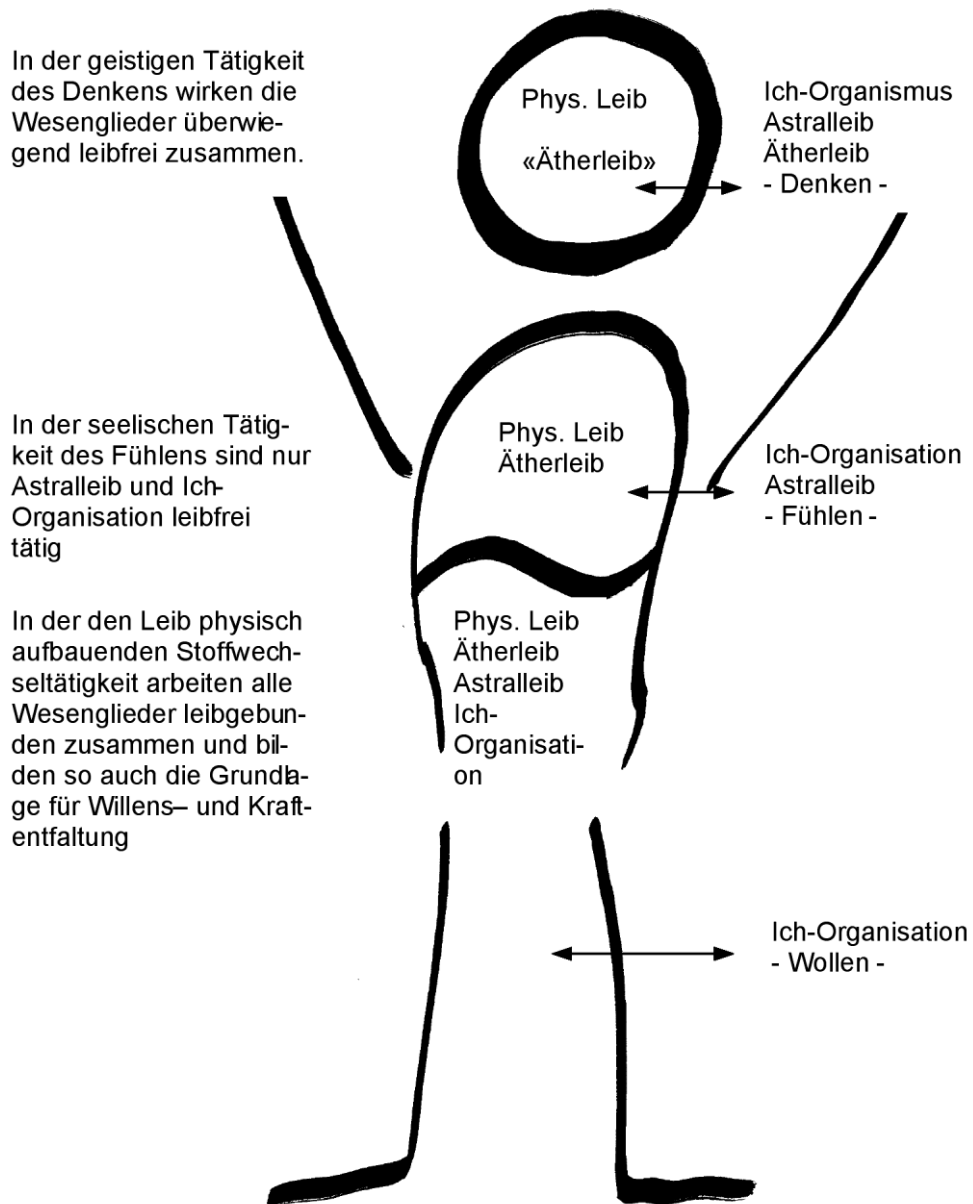 In der geistigen Tätigkeit
des Denkens wirken die
Wesenglieder überwie-
gend leibfrei zusammen.
Phys. Leib
«Ätherleib»
Ich-Organismus
Astralleib
Ätherleib
- Denken -
In der seelischen Tätig-
keit des Fühlens sind nur
Astralleib und Ich-
Organisation leibfrei
tätig
Phys. Leib
Ätherleib
Ich-Organisation
Astralleib
- Fühlen -
In der den Leib physisch
aufbauenden Stoffwech-
seltätigkeit arbeiten alle
Wesenglieder leibgebun-
den zusammen und bil-
den so auch die Grundla-
ge für Willens– und Kraft-
entfaltung
Phys. Leib
Ätherleib
Astralleib
Ich-
Organisati-
on
Ich-Organisation
- Wollen -